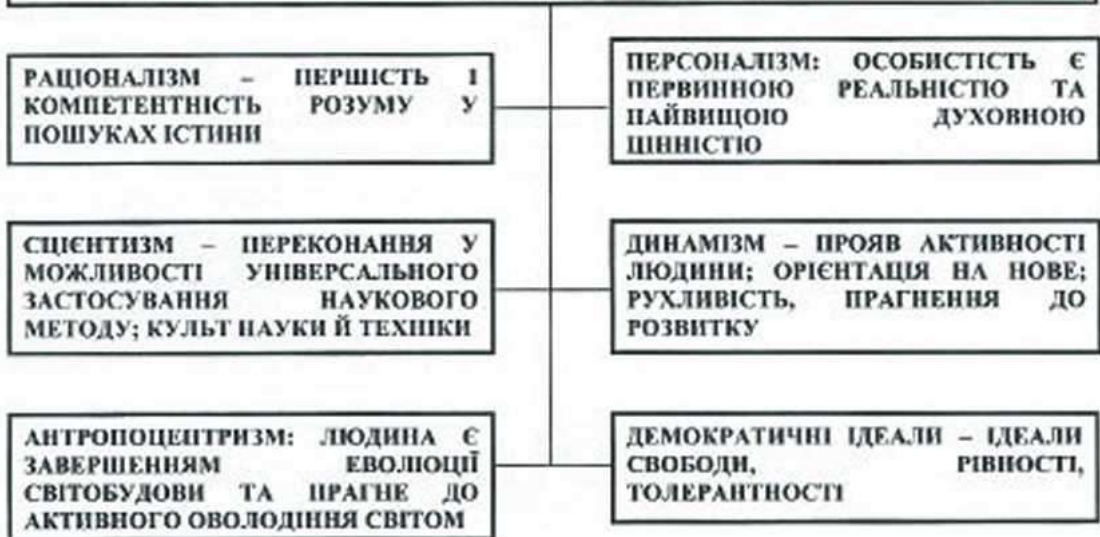 РАЦІОНАЛІЗМ – ПЕРШІСТЬ І
КОМПЕТЕНТНІСТЬ РОЗУМУ У
ПОШУКАХ ІСТИНИ
ПЕРСОНАЛІЗМ: ОСОБИСТІСТЬ Є
ПЕРВИННОЮ РЕАЛЬНІСТЮ ТА
НАЙВИЩОЮ ДУХОВНОЮ
ЦІННІСТЮ
СЦІЄНТИЗМ – ПЕРЕКОНАННЯ У
МОЖЛИВОСТІ УНІВЕРСАЛЬНОГО
ЗАСТОСУВАННЯ НАУКОВОГО
МЕТОДУ; КУЛЬТ НАУКИ Й ТЕХНІКИ
ДИНАМІЗМ – ПРОЯВ АКТИВНОСТІ
ЛЮДИНИ; ОРІЄНТАЦІЯ НА НОВЕ;
РУХЛИВІСТЬ, ПРАГНЕННЯ ДО
РОЗВИТКУ
АНТРОПОЦЕНТРИЗМ: ЛЮДИНА Є
ЗАВЕРШЕННЯМ ЕВОЛЮЦІЇ
СВІТОБУДОВИ ТА ПРАГНЕ ДО
АКТИВНОГО ОВОЛОДІННЯ СВІТОМ
ДЕМОКРАТИЧНІ ІДЕАЛИ – ІДЕАЛИ
СВОБОДИ, РІВНОСТІ,
ТОЛЕРАНТНОСТІ